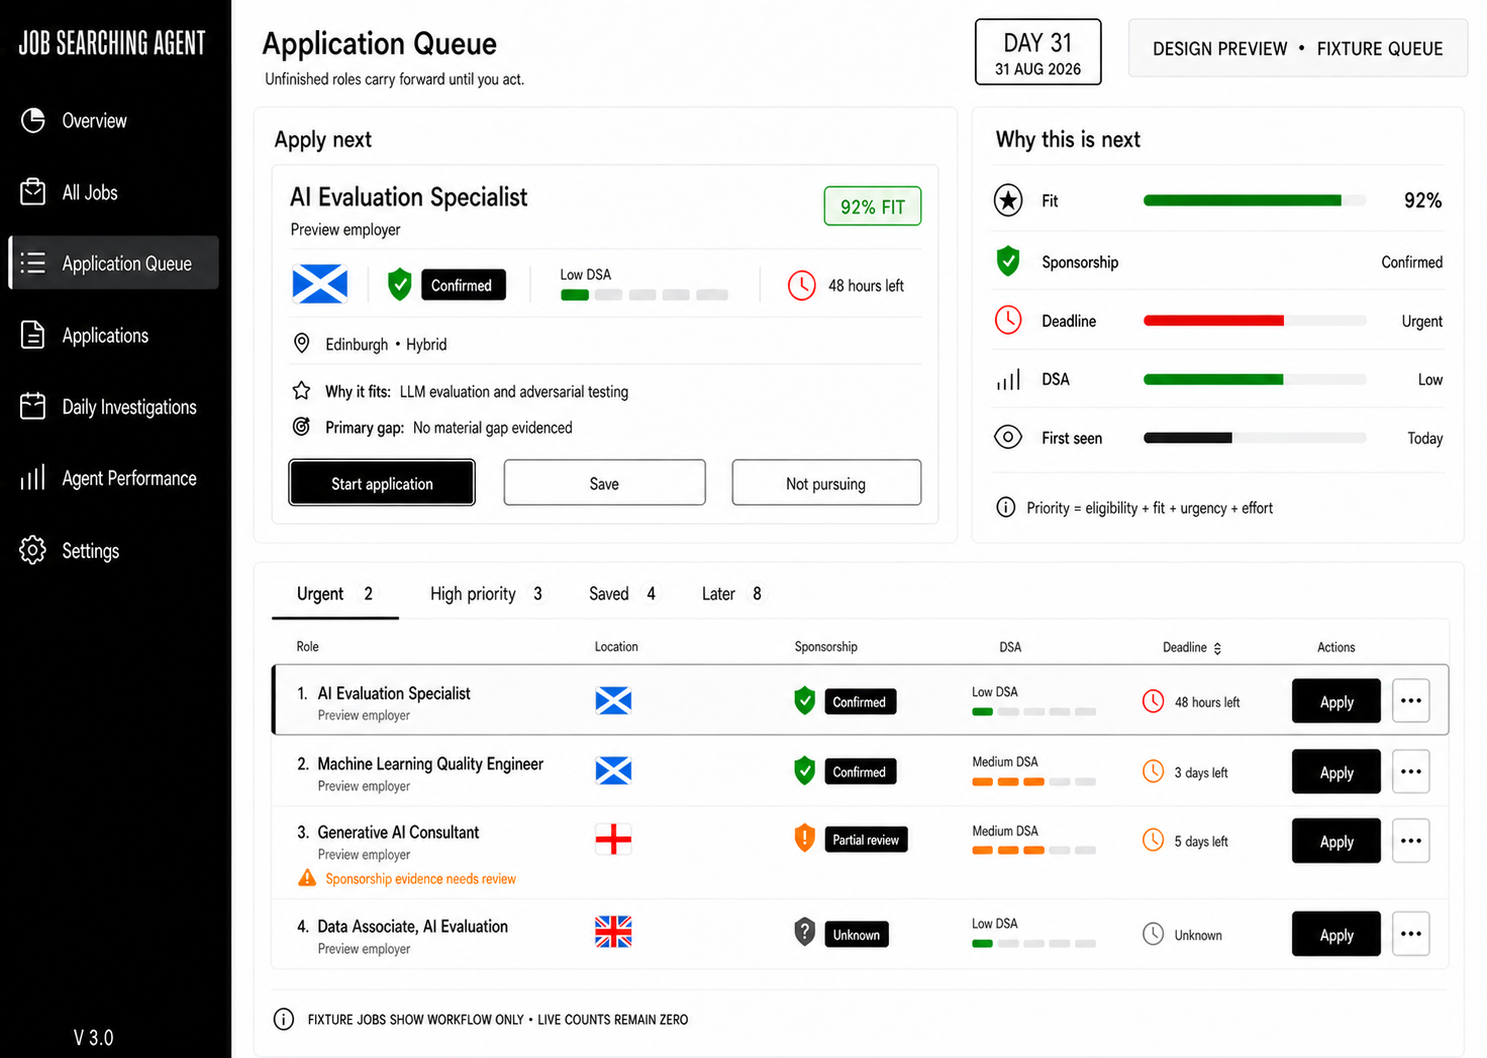 JOB SEARCHING AGENT
Overview
All Jobs
Application Queue
Applications
Daily Investigations
Agent Performance
Settings
V 3.0
Application Queue
Unfinished roles carry forward until you act.
DAY 31
31 AUG 2026
DESIGN PREVIEW • FIXTURE QUEUE
Apply next
AI Evaluation Specialist
Preview employer
92% FIT
Confirmed
Low DSA
48 hours left
Edinburgh • Hybrid
Why it fits: LLM evaluation and adversarial testing
Primary gap: No material gap evidenced
Start application
Save
Not pursuing
Why this is next
Fit 92%
Sponsorship Confirmed
Deadline Urgent
DSA Low
First seen Today
Priority = eligibility + fit + urgency + effort
Urgent 2 High priority 3 Saved 4 Later 8
Role Location Sponsorship DSA Deadline Actions
1. AI Evaluation Specialist
Preview employer
Confirmed
Low DSA
48 hours left
Apply
2. Machine Learning Quality Engineer
Preview employer
Confirmed
Medium DSA
3 days left
Apply
3. Generative AI Consultant
Preview employer
Sponsorship evidence needs review
Partial review
Medium DSA
5 days left
Apply
4. Data Associate, AI Evaluation
Preview employer
Unknown
Low DSA
Unknown
Apply
FIXTURE JOBS SHOW WORKFLOW ONLY • LIVE COUNTS REMAIN ZERO